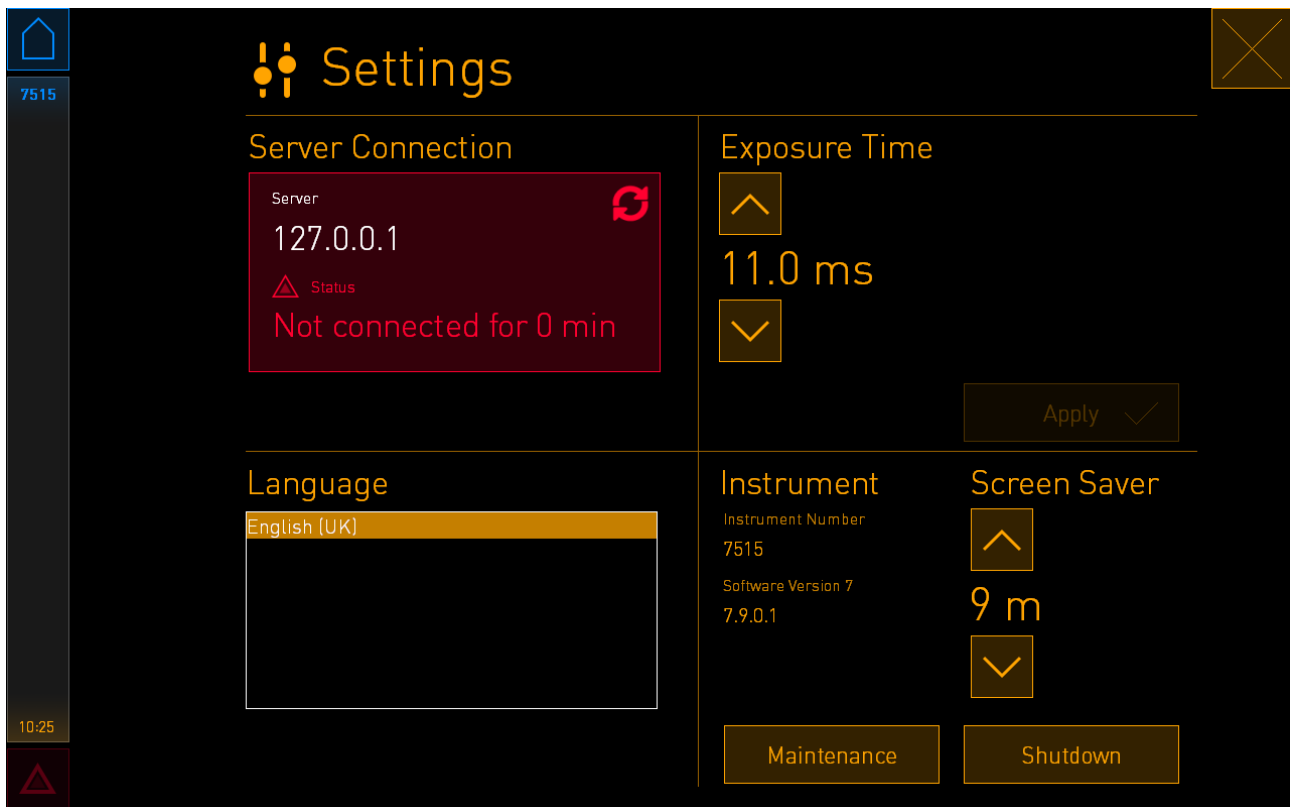 7515
Settings
Server Connection
Server
127.0.0.1
Status
Not connected for 0 min
Exposure Time
11.0 ms
Apply
Language
English (UK)
Instrument
Instrument Number
7515
Software Version 7
7.9.0.1
Screen Saver
9 m
Maintenance
Shutdown
10:25